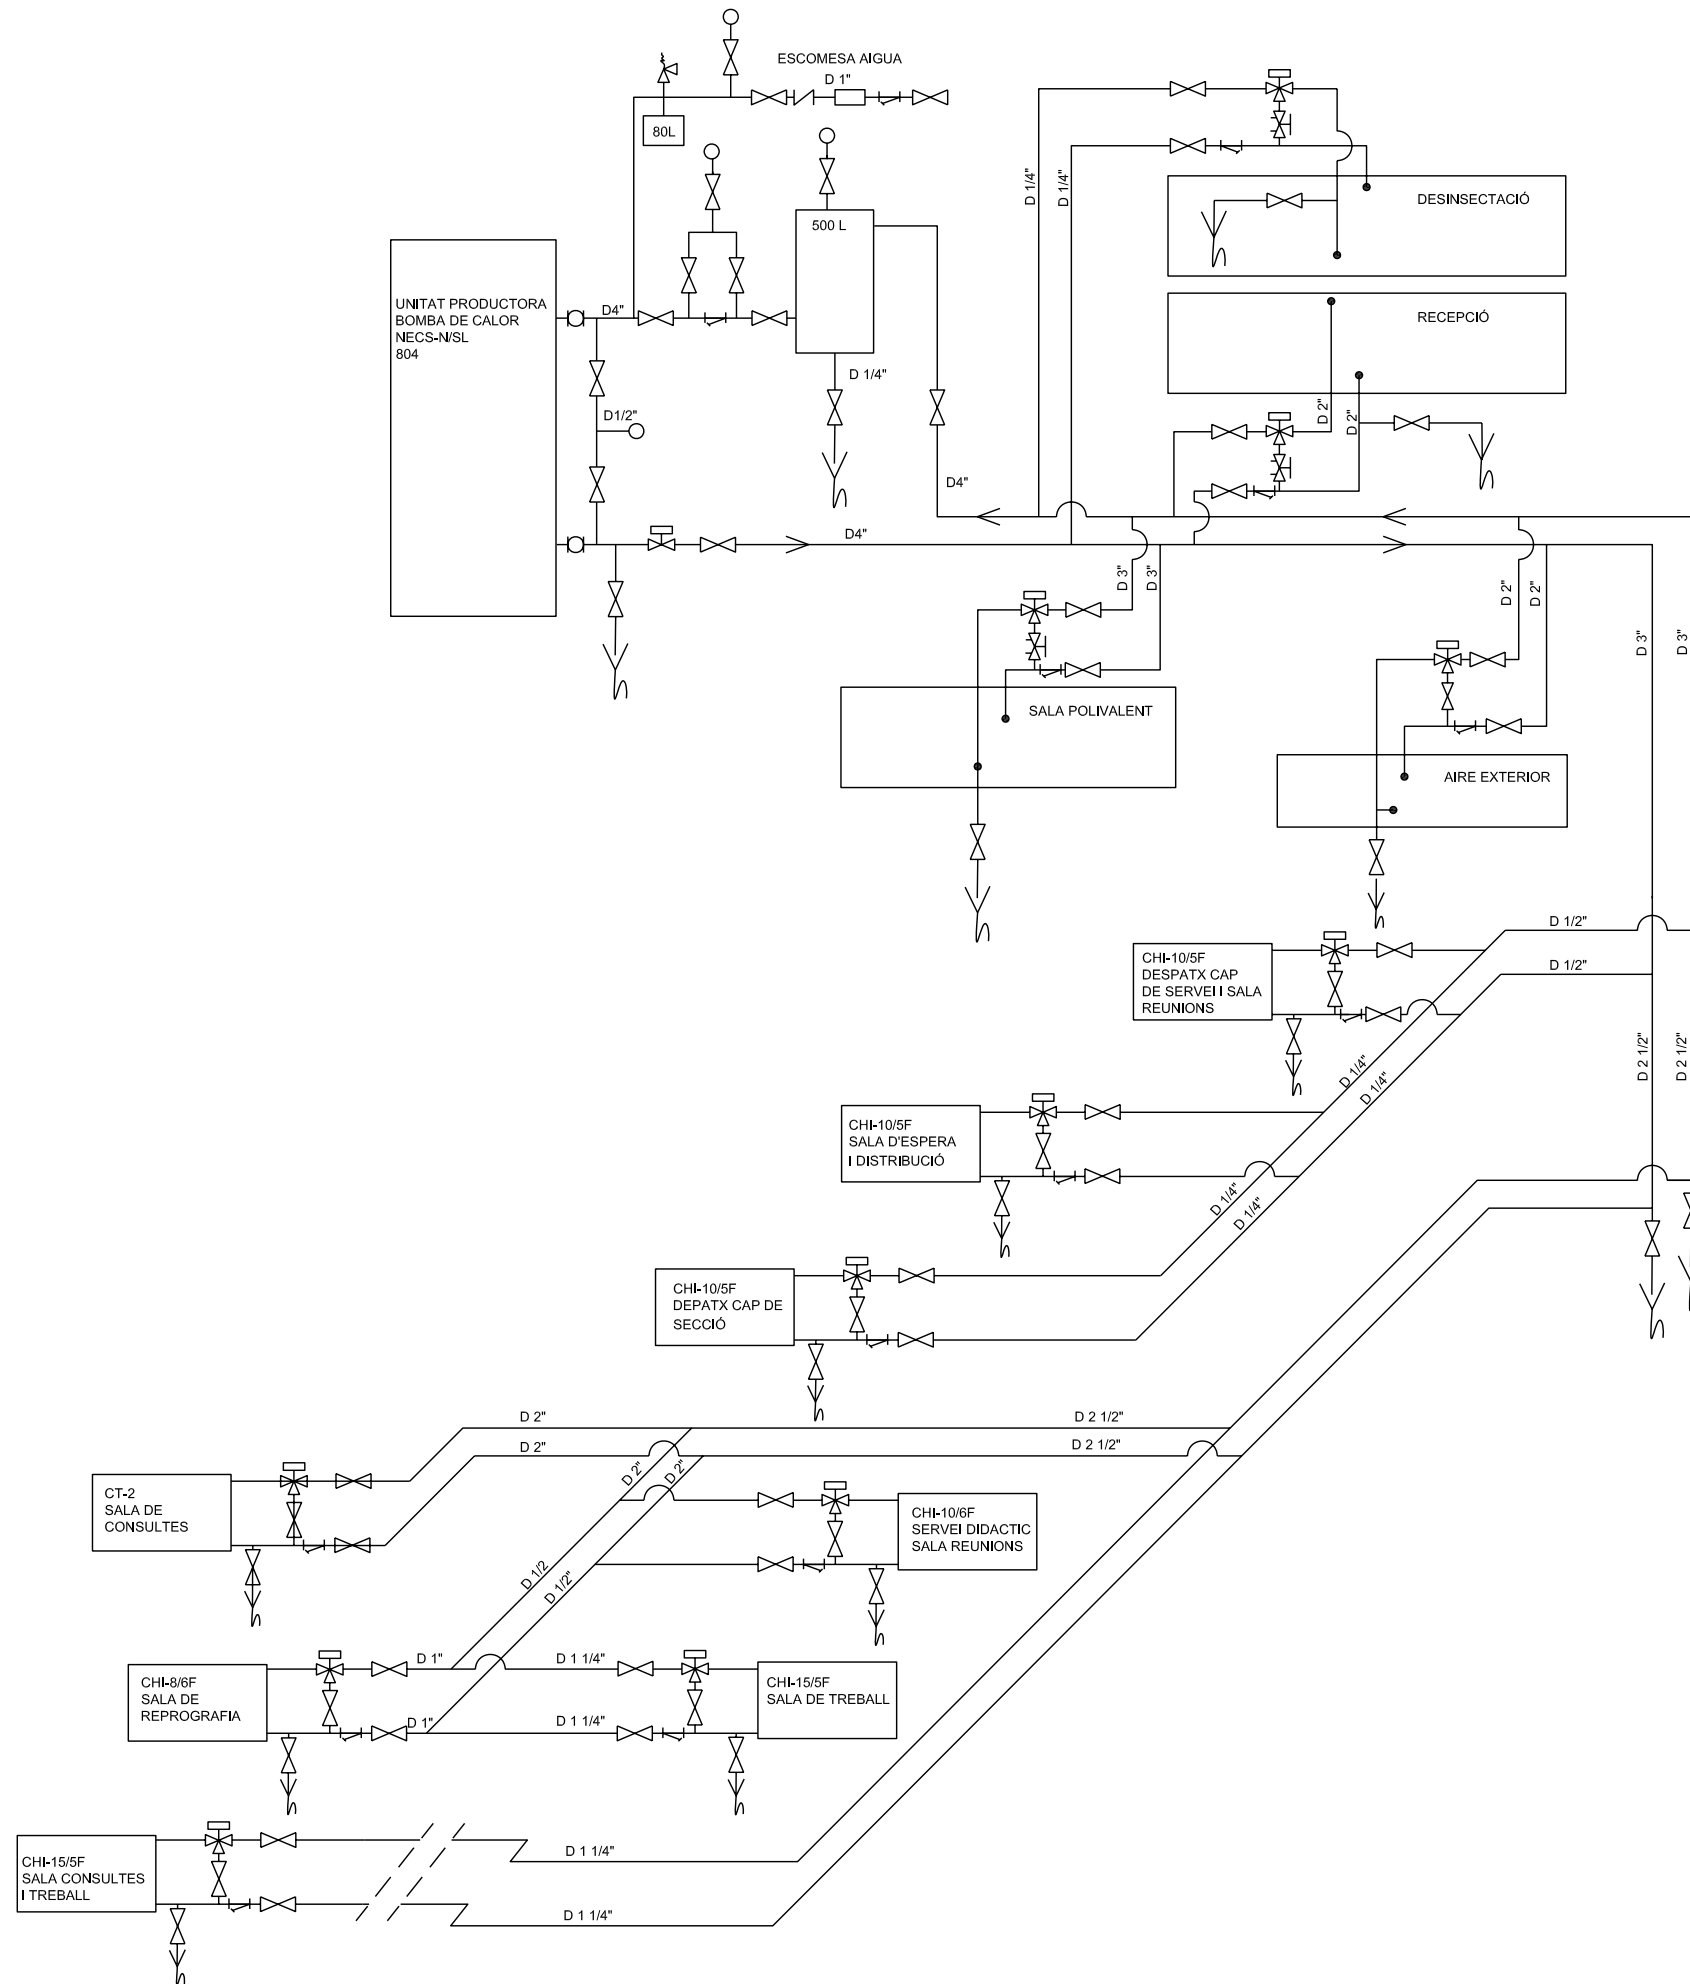 ESCOMESA AIGUA
D 1"
80L
500 L
D 1/4"
D 1/4"
DESINSECTACIÓ
UNITAT PRODUCTORA
BOMBA DE CALOR
NECS-N/SL
804
D4"
D1/2"
D 1/4"
RECEPCIÓ
D 2"
D 2"
D4"
D4"
D 3"
D 3"
D 2"
D 2"
D 3"
D 3"
SALA POLIVALENT
AIRE EXTERIOR
D 1/2"
D 1/2"
CHI-10/5F
DESPATX CAP
DE SERVEI I SALA
REUNIONS
D 2 1/2"
D 2 1/2"
D 1/4"
D 1/4"
CHI-10/5F
SALA D'ESPERA
I DISTRIBUCIÓ
D 1/4"
D 1/4"
CHI-10/5F
DEPATX CAP DE
SECCIÓ
D 2"
D 2 1/2"
D 2"
D 2 1/2"
D 2"
D 2"
CT-2
SALA DE
CONSULTES
CHI-10/6F
SERVEI DIDACTIC
SALA REUNIONS
D 1/2
D 1/2"
D 1"
D 1 1/4"
CHI-8/6F
SALA DE
REPROGRAFIA
CHI-15/5F
SALA DE TREBALL
D 1"
D 1 1/4"
CHI-15/5F
SALA CONSULTES
I TREBALL
D 1 1/4"
D 1 1/4"